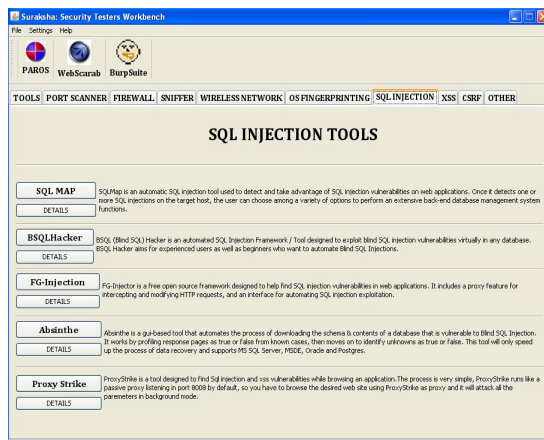 Suraksha: Security Testers Workbench
File Settings Help
PAROS WebScarab BurpSuite
TOOLS PORT SCANNER FIREWALL SNIFFER WIRELESS NETWORK OS FINGERPRINTING SQL INJECTION XSS CSRF OTHER
SQL INJECTION TOOLS
SQL MAP
DETAILS
SQLMap is an automatic SQL injection tool used to detect and take advantage of SQL injection vulnerabilities on web applications. Once it detects one or
more SQL injections on the target host, the user can choose among a variety of options to perform an extensive back-end database management system
functions.
BSQLHacker
DETAILS
BSQL (Blind SQL) Hacker is an automated SQL Injection Framework / Tool designed to exploit blind SQL injection vulnerabilities virtually in any database.
BSQL Hacker aims for experienced users as well as beginners who want to automate Blind SQL Injections.
FG-Injection
DETAILS
FG-Injector is a free open source framework designed to help find SQL injection vulnerabilities in web applications. It includes a proxy feature for
intercepting and modifying HTTP requests, and an interface for automating SQL injection exploitation.
Absinthe
DETAILS
Absinthe is a gui-based tool that automates the process of downloading the schema & contents of a database that is vulnerable to Blind SQL Injection.
It works by profiling response pages as true or false from known cases, then moves on to identify unknowns as true or false. This tool will only speed
up the process of data recovery and supports MS SQL Server, MSDE, Oracle and Postgres.
Proxy Strike
DETAILS
ProxyStrike is a tool designed to find Sql injection and xss vulnerabilities while browsing an application.The process is very simple, ProxyStrike runs like a
passive proxy listening in port 8008 by default, so you have to browse the desired web site using ProxyStrike as proxy and it will attack all the
paremeters in background mode.